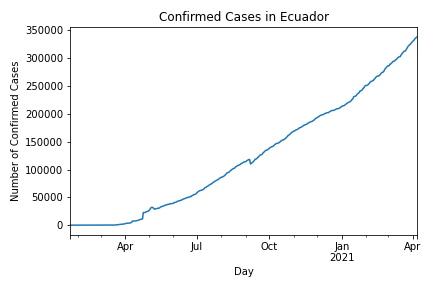 Confirmed Cases in Ecuador
Number of Confirmed Cases
350000
300000
250000
200000
150000
100000
50000
0
Apr
Jul
Oct
Jan
2021
Apr
Day